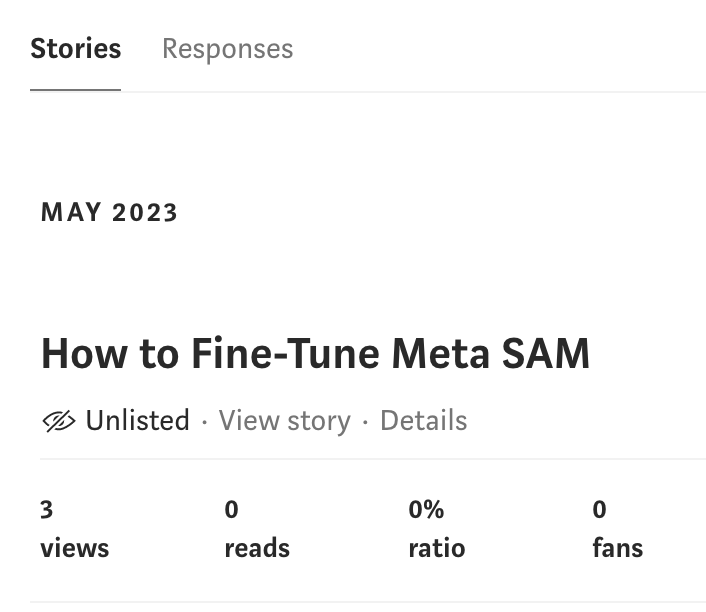 Stories Responses
MAY 2023
How to Fine-Tune Meta SAM
Unlisted · View story · Details
3 0 0% 0
views reads ratio fans